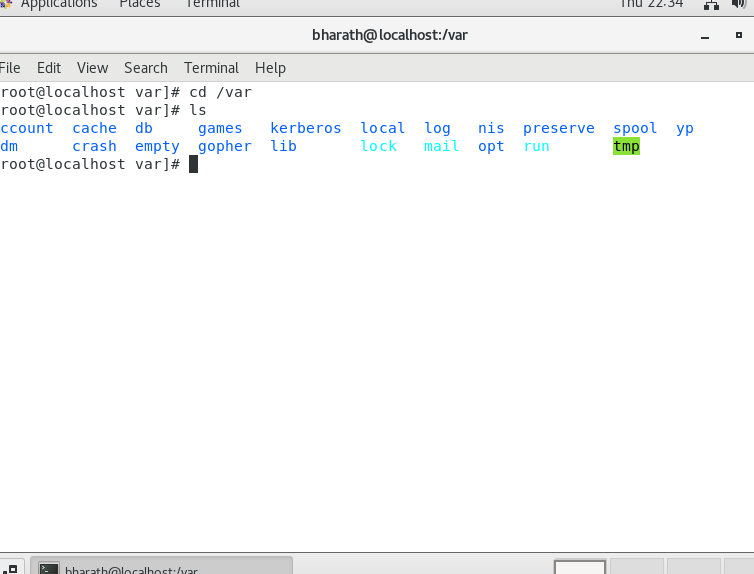 Applications Places Terminal Thu 22:34
bharath@localhost:/var
File Edit View Search Terminal Help
root@localhost var]# cd /var
root@localhost var]# ls
ccount cache db games kerberos local log nis preserve spool yp
dm crash empty gopher lib lock mail opt run tmp
root@localhost var]#
bharath@localhost:/var